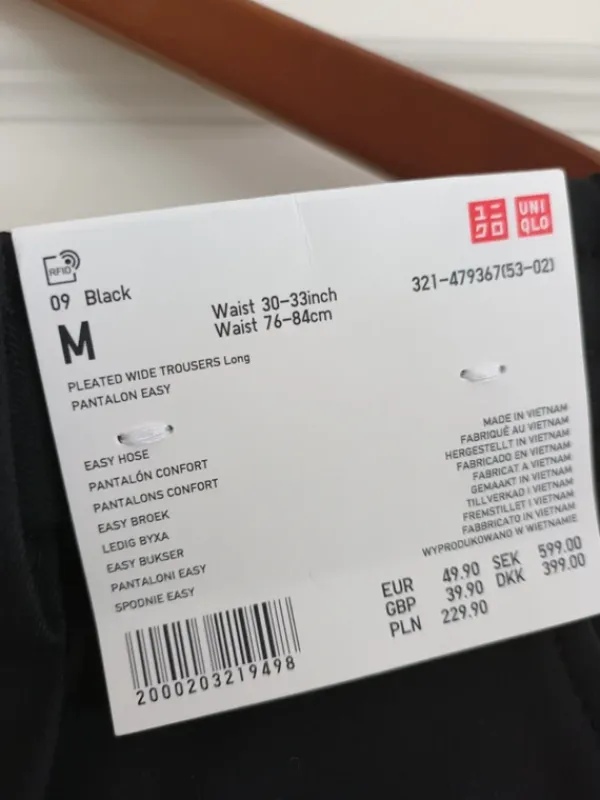 ユニ
クロ
UNI
QLO
RFID
09 Black
321-479367(53-02)
M
Waist 30-33inch
Waist 76-84cm
PLEATED WIDE TROUSERS Long
PANTALON EASY
EASY HOSE
PANTALÓN CONFORT
PANTALONS CONFORT
EASY BROEK
LEDIG BYXA
EASY BUKSER
PANTALONI EASY
SPODNIE EASY
MADE IN VIETNAM
FABRIQUÉ AU VIETNAM
HERGESTELLT IN VIETNAM
FABRICADO EN VIETNAM
FABRICAT A VIETNAM
GEMAAKT IN VIETNAM
TILLVERKAD I VIETNAM
FREMSTILLET I VIETNAM
FABBRICATO IN VIETNAM
WYPRODUKOWANO W WIETNAMIE
EUR 49.90 SEK 599.00
GBP 39.90 DKK 399.00
PLN 229.90
2000203219498